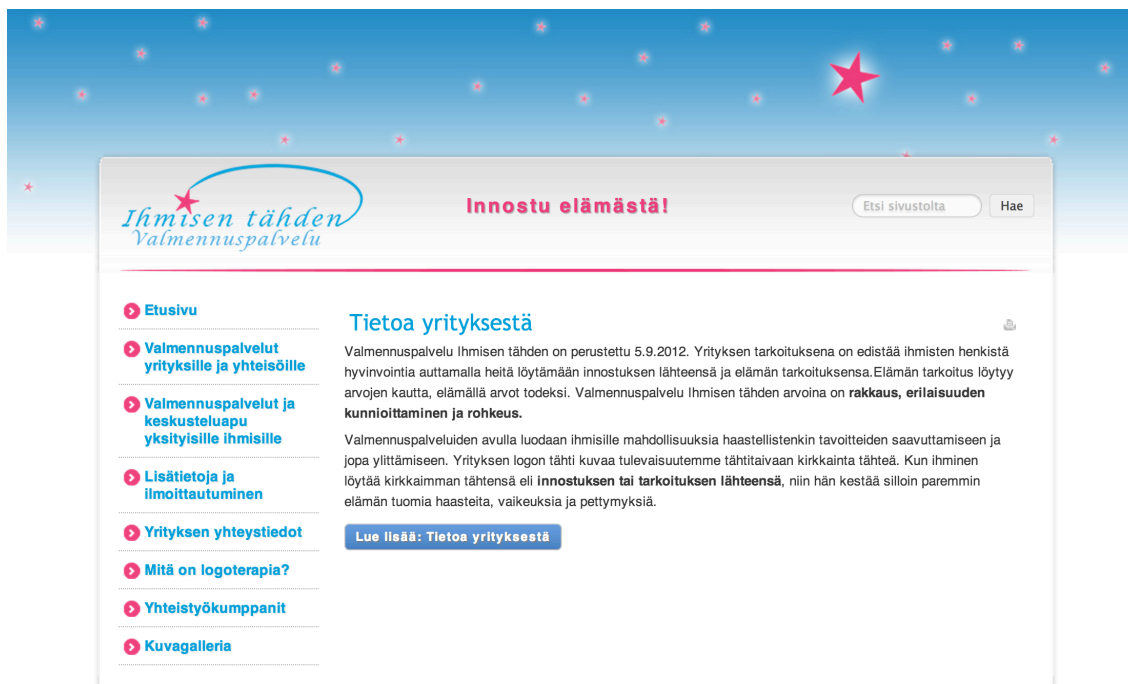 Ihmisen tähden
Valmennuspalvelu
Innostu elämästä!
Etsi sivustolta
Hae
Etusivu
Valmennuspalvelut
yrityksille ja yhteisöille
Valmennuspalvelut ja
keskusteluapu
yksityisille ihmisille
Lisätietoja ja
ilmoittautuminen
Yrityksen yhteystiedot
Mitä on logoterapia?
Yhteistyökumppanit
Kuvagalleria
Tietoa yrityksestä
Valmennuspalvelu Ihmisen tähden on perustettu 5.9.2012. Yrityksen tarkoituksena on edistää ihmisten henkistä
hyvinvointia auttamalla heitä löytämään innostuksen lähteensä ja elämän tarkoituksensa.Elämän tarkoitus löytyy
arvojen kautta, elämällä arvot todeksi. Valmennuspalvelu Ihmisen tähden arvoina on rakkaus, erilaisuuden
kunnioittaminen ja rohkeus.
Valmennuspalveluiden avulla luodaan ihmisille mahdollisuuksia haastellistenkin tavoitteiden saavuttamiseen ja
jopa ylittämiseen. Yrityksen logon tähti kuvaa tulevaisuutemme tähtitaivaan kirkkainta tähteä. Kun ihminen
löytää kirkkaimman tähtensä eli innostuksen tai tarkoituksen lähteensä, niin hän kestää silloin paremmin
elämän tuomia haasteita, vaikeuksia ja pettymyksiä.
Lue lisää: Tietoa yrityksestä